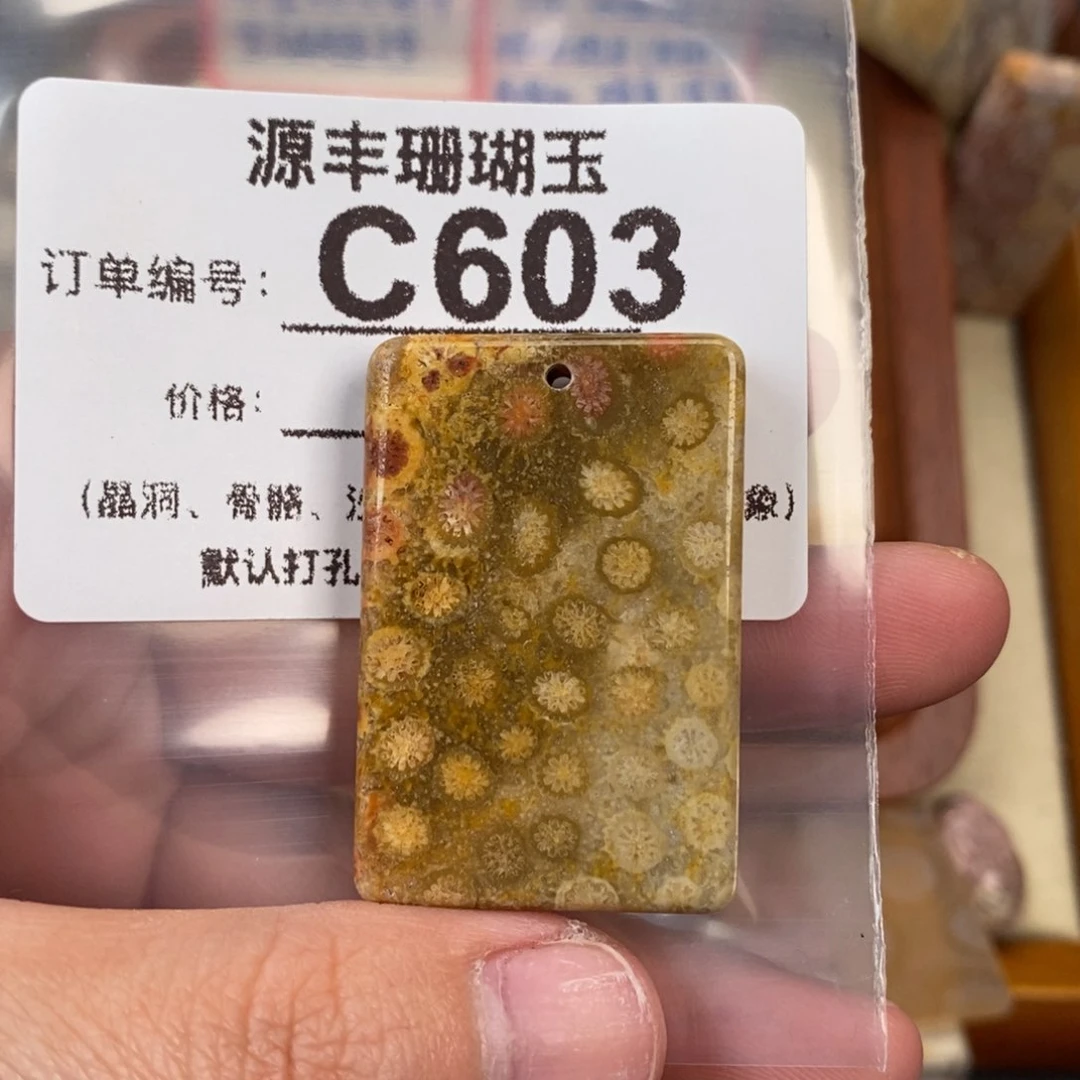 源丰珊瑚玉
C603
订单编号：
价格：
（晶洞、骨骼、
象）
默认打孔